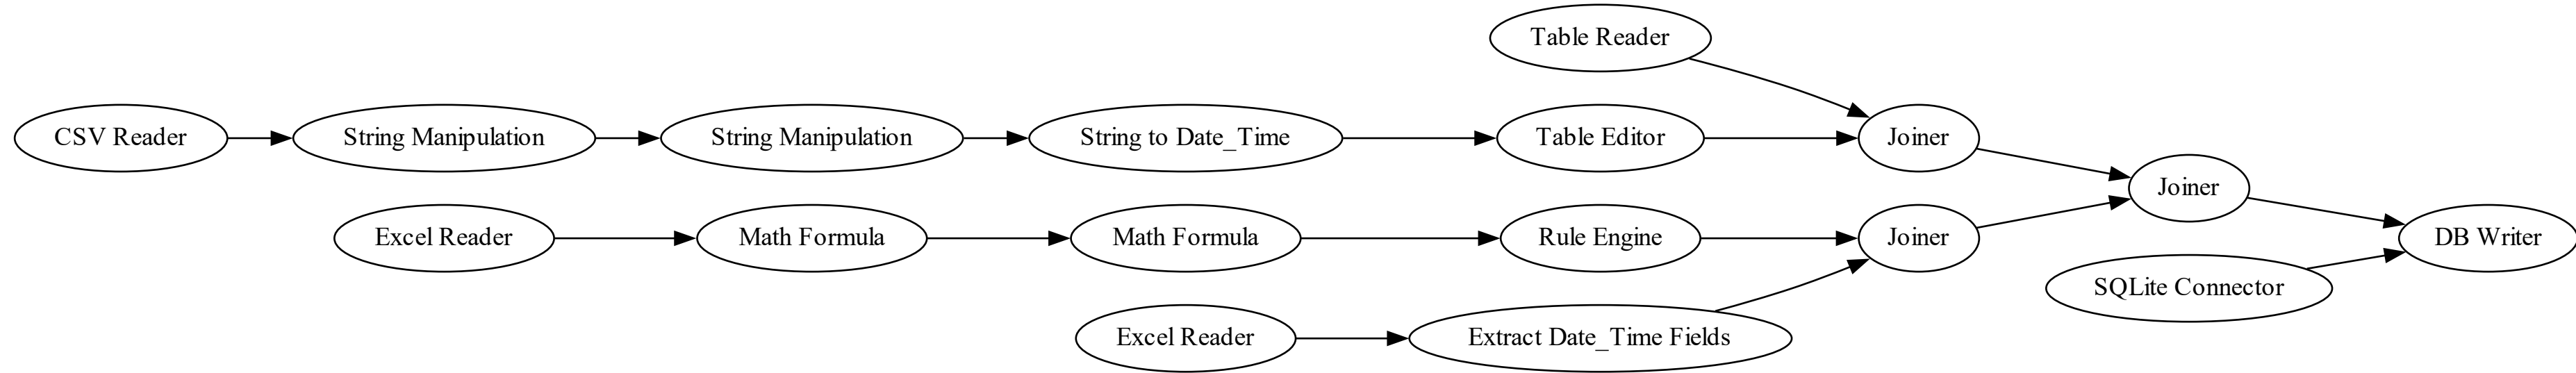 Table Reader
CSV Reader
String Manipulation
String Manipulation
String to Date_Time
Table Editor
Joiner
Joiner
Excel Reader
Math Formula
Math Formula
Rule Engine
Joiner
DB Writer
SQLite Connector
Excel Reader
Extract Date_Time Fields